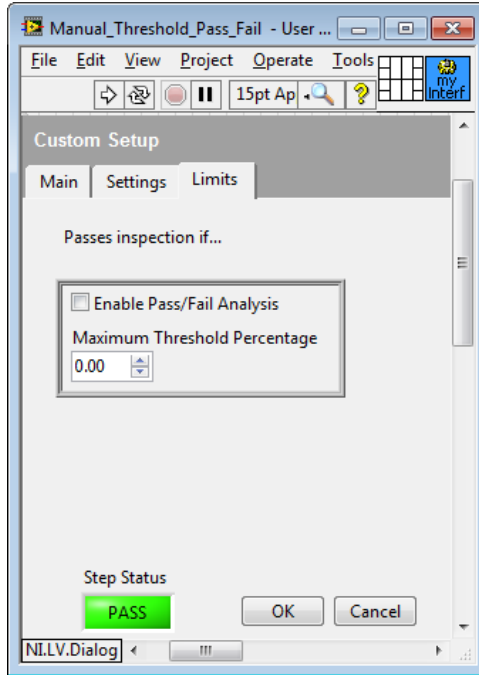 Manual_Threshold_Pass_Fail - User ...
File Edit View Project Operate Tools
15pt Ap
my
Interf
Custom Setup
Main Settings Limits
Passes inspection if...
Enable Pass/Fail Analysis
Maximum Threshold Percentage
0.00
Step Status
PASS OK Cancel
NI.LV.Dialog